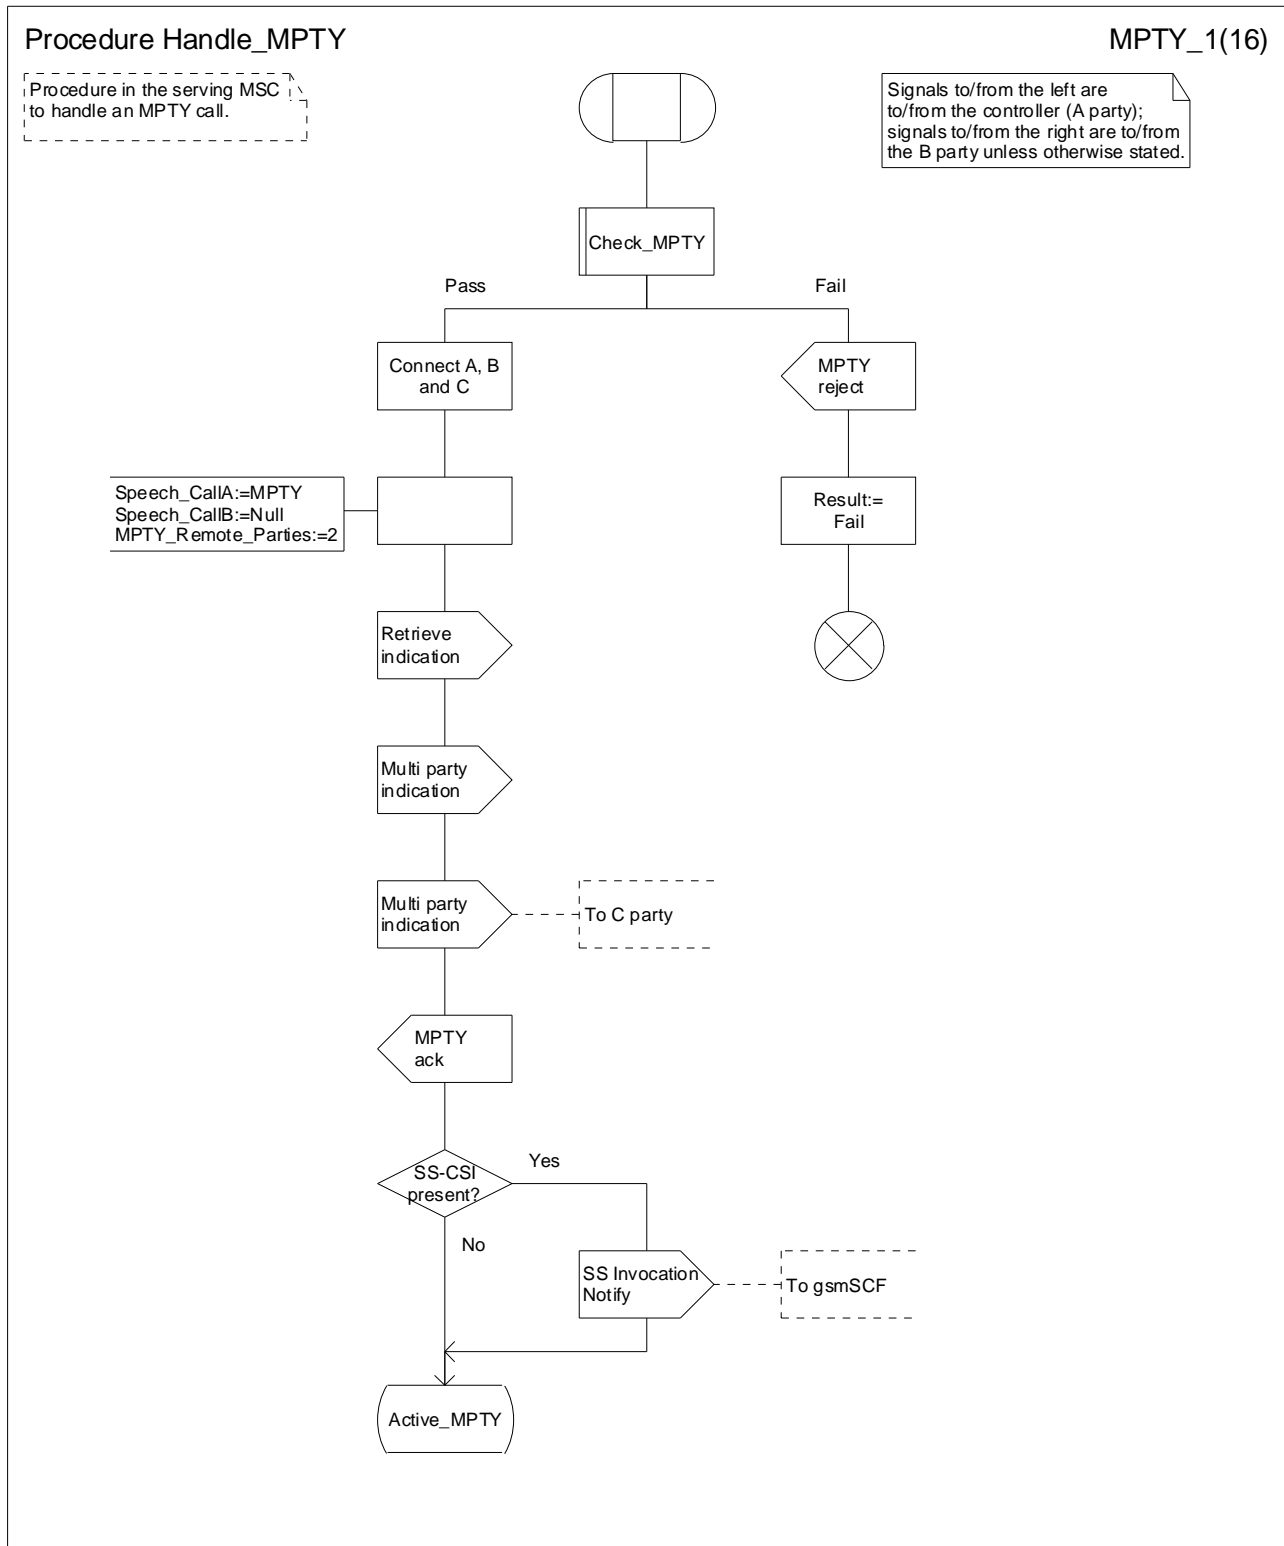 Procedure Handle_MPTY
MPTY_1(16)
Procedure in the serving MSC
to handle an MPTY call.
Signals to/from the left are
to/from the controller (A party);
signals to/from the right are to/from
the B party unless otherwise stated.
Check_MPTY
Pass
Fail
Connect A, B
and C
MPTY
reject
Speech_CallA:=MPTY
Speech_CallB:=Null
MPTY_Remote_Parties:=2
Result:=
Fail
Retrieve
indication
Multi party
indication
Multi party
indication
To C party
MPTY
ack
SS-CSI
present?
Yes
No
SS Invocation
Notify
To gsmSCF
Active_MPTY